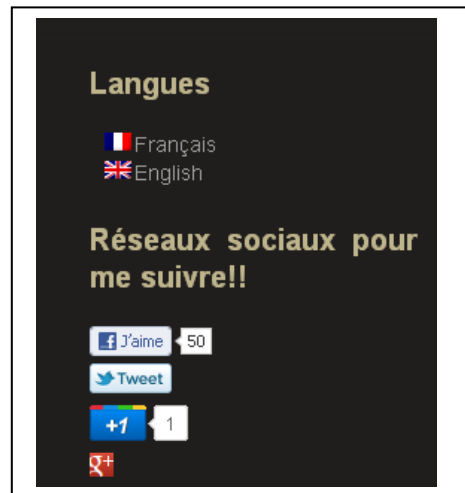 Langues
Français
English
Réseaux sociaux pour
me suivre!!
J'aime 50
Tweet
+1 1
g+